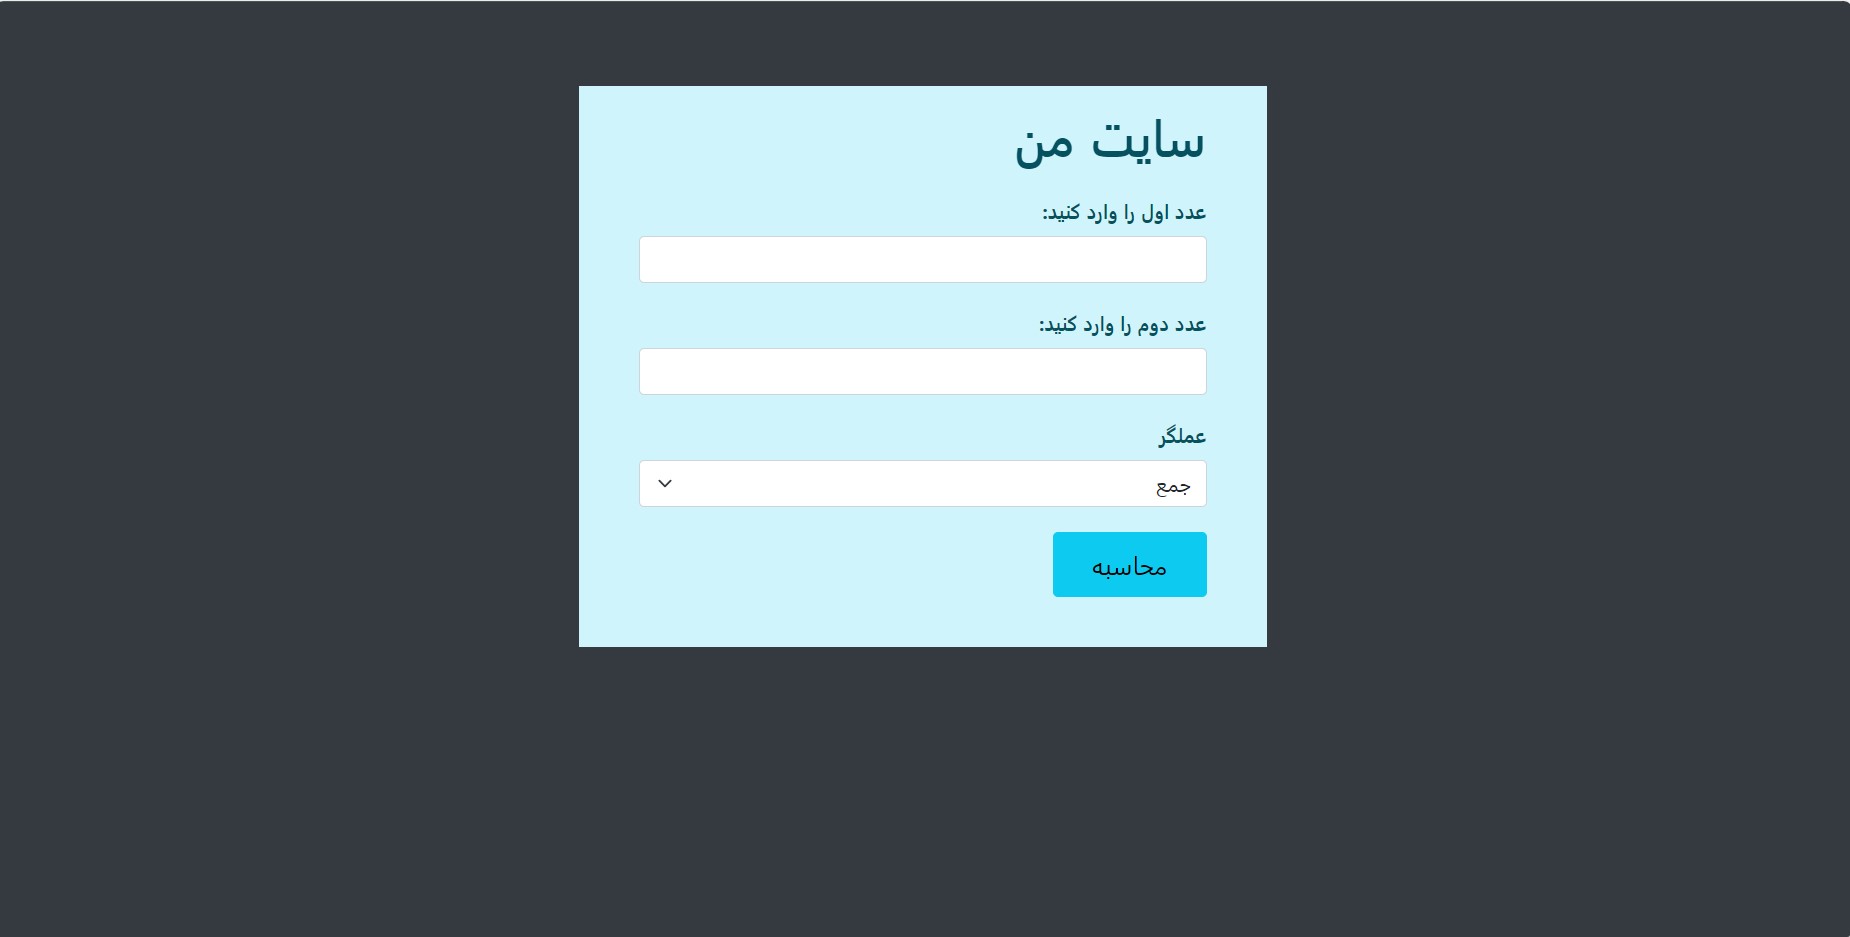 سایت من
عدد اول را وارد کنید:
عدد دوم را وارد کنید:
عملگر
جمع
محاسبه